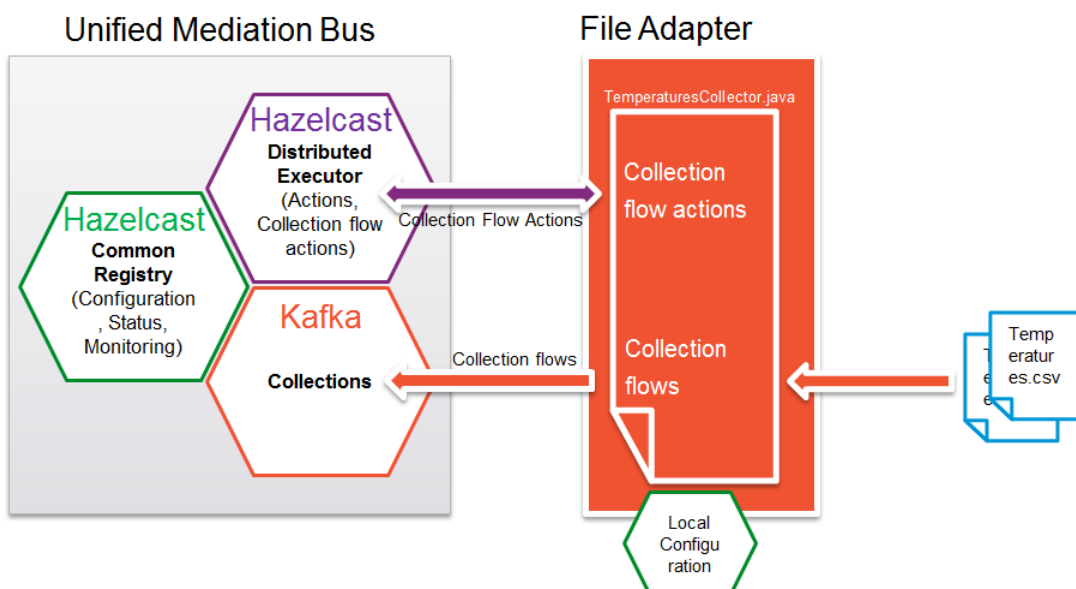 Unified Mediation Bus
File Adapter
Hazelcast
Distributed
Executor
(Actions,
Collection flow
actions)
Hazelcast
Common
Registry
(Configuration
, Status,
Monitoring)
Kafka
Collections
Collection Flow Actions
Collection flows
TemperaturesCollector.java
Collection
flow actions
Collection
flows
Local
Configu
ration
Temp
eratur
es.csv
T
e
e